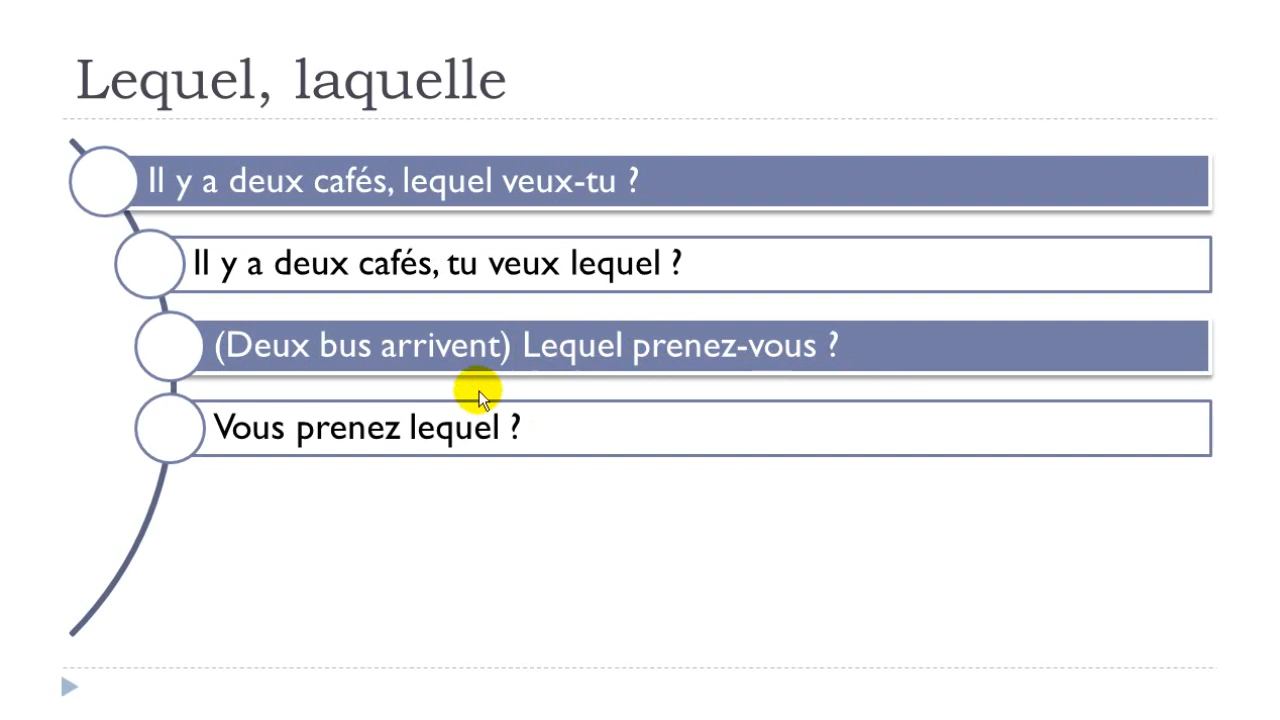 Lequel, laquelle
Il y a deux cafés, lequel veux-tu ?
Il y a deux cafés, tu veux lequel ?
(Deux bus arrivent) Lequel prenez-vous ?
Vous prenez lequel ?